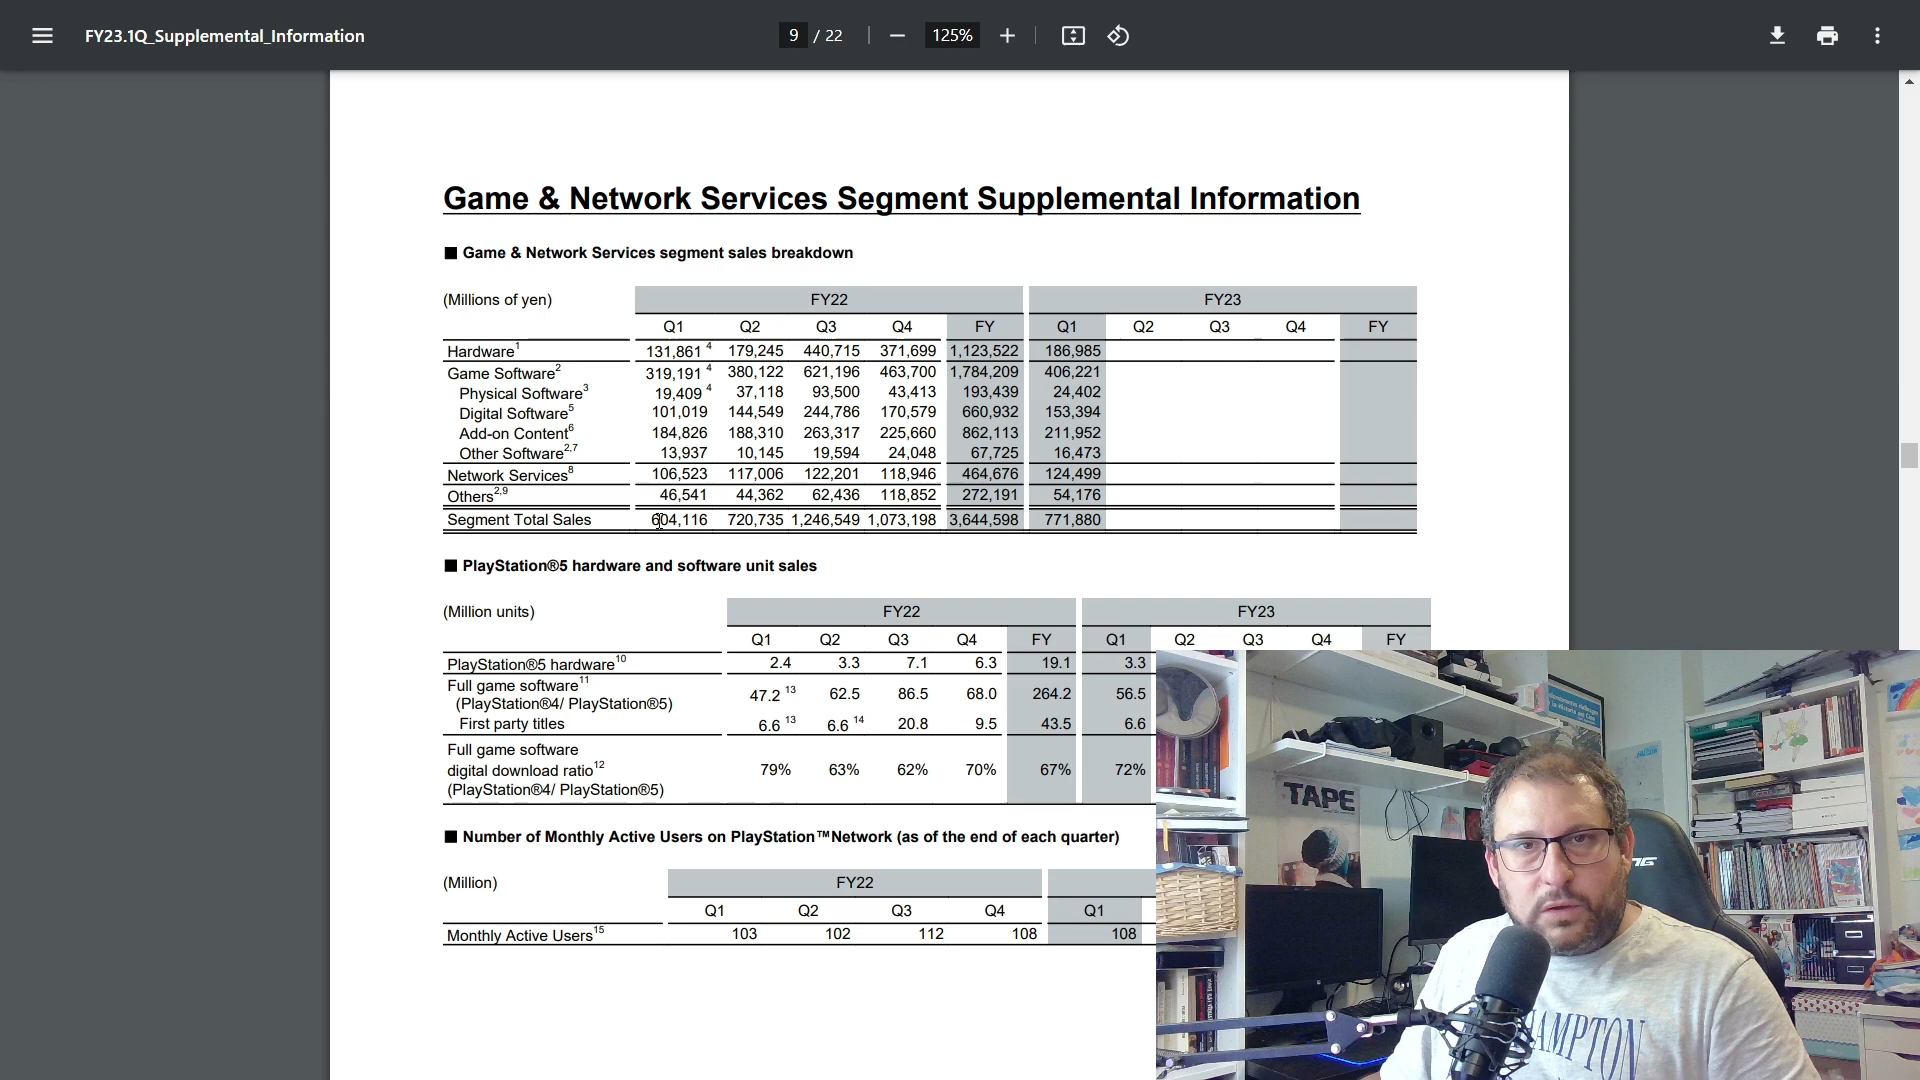 FY23.1Q_Supplemental_Information
9 / 22
125%
Game & Network Services Segment Supplemental Information
■ Game & Network Services segment sales breakdown
(Millions of yen) FY22 FY23
Q1 Q2 Q3 Q4 FY Q1 Q2 Q3 Q4 FY
Hardware1 131,861 4 179,245 440,715 371,699 1,123,522 186,985
Game Software2 319,191 4 380,122 621,196 463,700 1,784,209 406,221
Physical Software3 19,409 4 37,118 93,500 43,413 193,439 24,402
Digital Software5 101,019 144,549 244,786 170,579 660,932 153,394
Add-on Content6 184,826 188,310 263,317 225,660 862,113 211,952
Other Software2,7 13,937 10,145 19,594 24,048 67,725 16,473
Network Services8 106,523 117,006 122,201 118,946 464,676 124,499
Others2,9 46,541 44,362 62,436 118,852 272,191 54,176
Segment Total Sales 604,116 720,735 1,246,549 1,073,198 3,644,598 771,880
■ PlayStation®5 hardware and software unit sales
(Million units) FY22 FY23
Q1 Q2 Q3 Q4 FY Q1 Q2 Q3 Q4 FY
PlayStation®5 hardware10 2.4 3.3 7.1 6.3 19.1 3.3
Full game software11
(PlayStation®4/ PlayStation®5) 47.2 13 62.5 86.5 68.0 264.2 56.5
First party titles 6.6 13 6.6 14 20.8 9.5 43.5 6.6
Full game software
digital download ratio12 79% 63% 62% 70% 67% 72%
(PlayStation®4/ PlayStation®5)
■ Number of Monthly Active Users on PlayStation™Network (as of the end of each quarter)
(Million) FY22
Q1 Q2 Q3 Q4 Q1
Monthly Active Users15 103 102 112 108 108
TAPE
HAMPTON